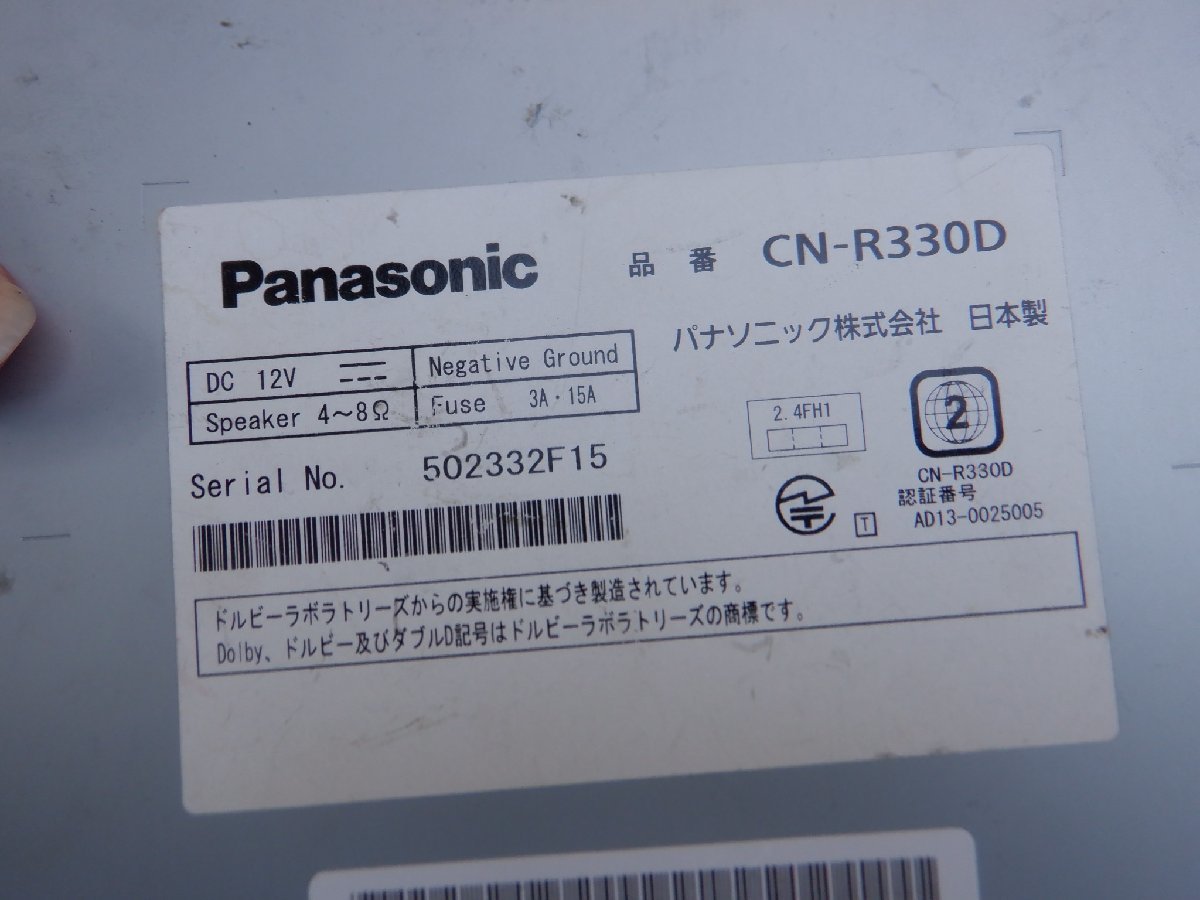 Panasonic 品番 CN-R330D
パナソニック株式会社 日本製
DC 12V Negative Ground
Speaker 4～8Ω Fuse 3A・15A
Serial No. 502332F15
2.4FH1
2
CN-R330D
認証番号
T AD13-0025005
ドルビーラボラトリーズからの実施権に基づき製造されています。
Dolby、ドルビー及びダブルD記号はドルビーラボラトリーズの商標です。